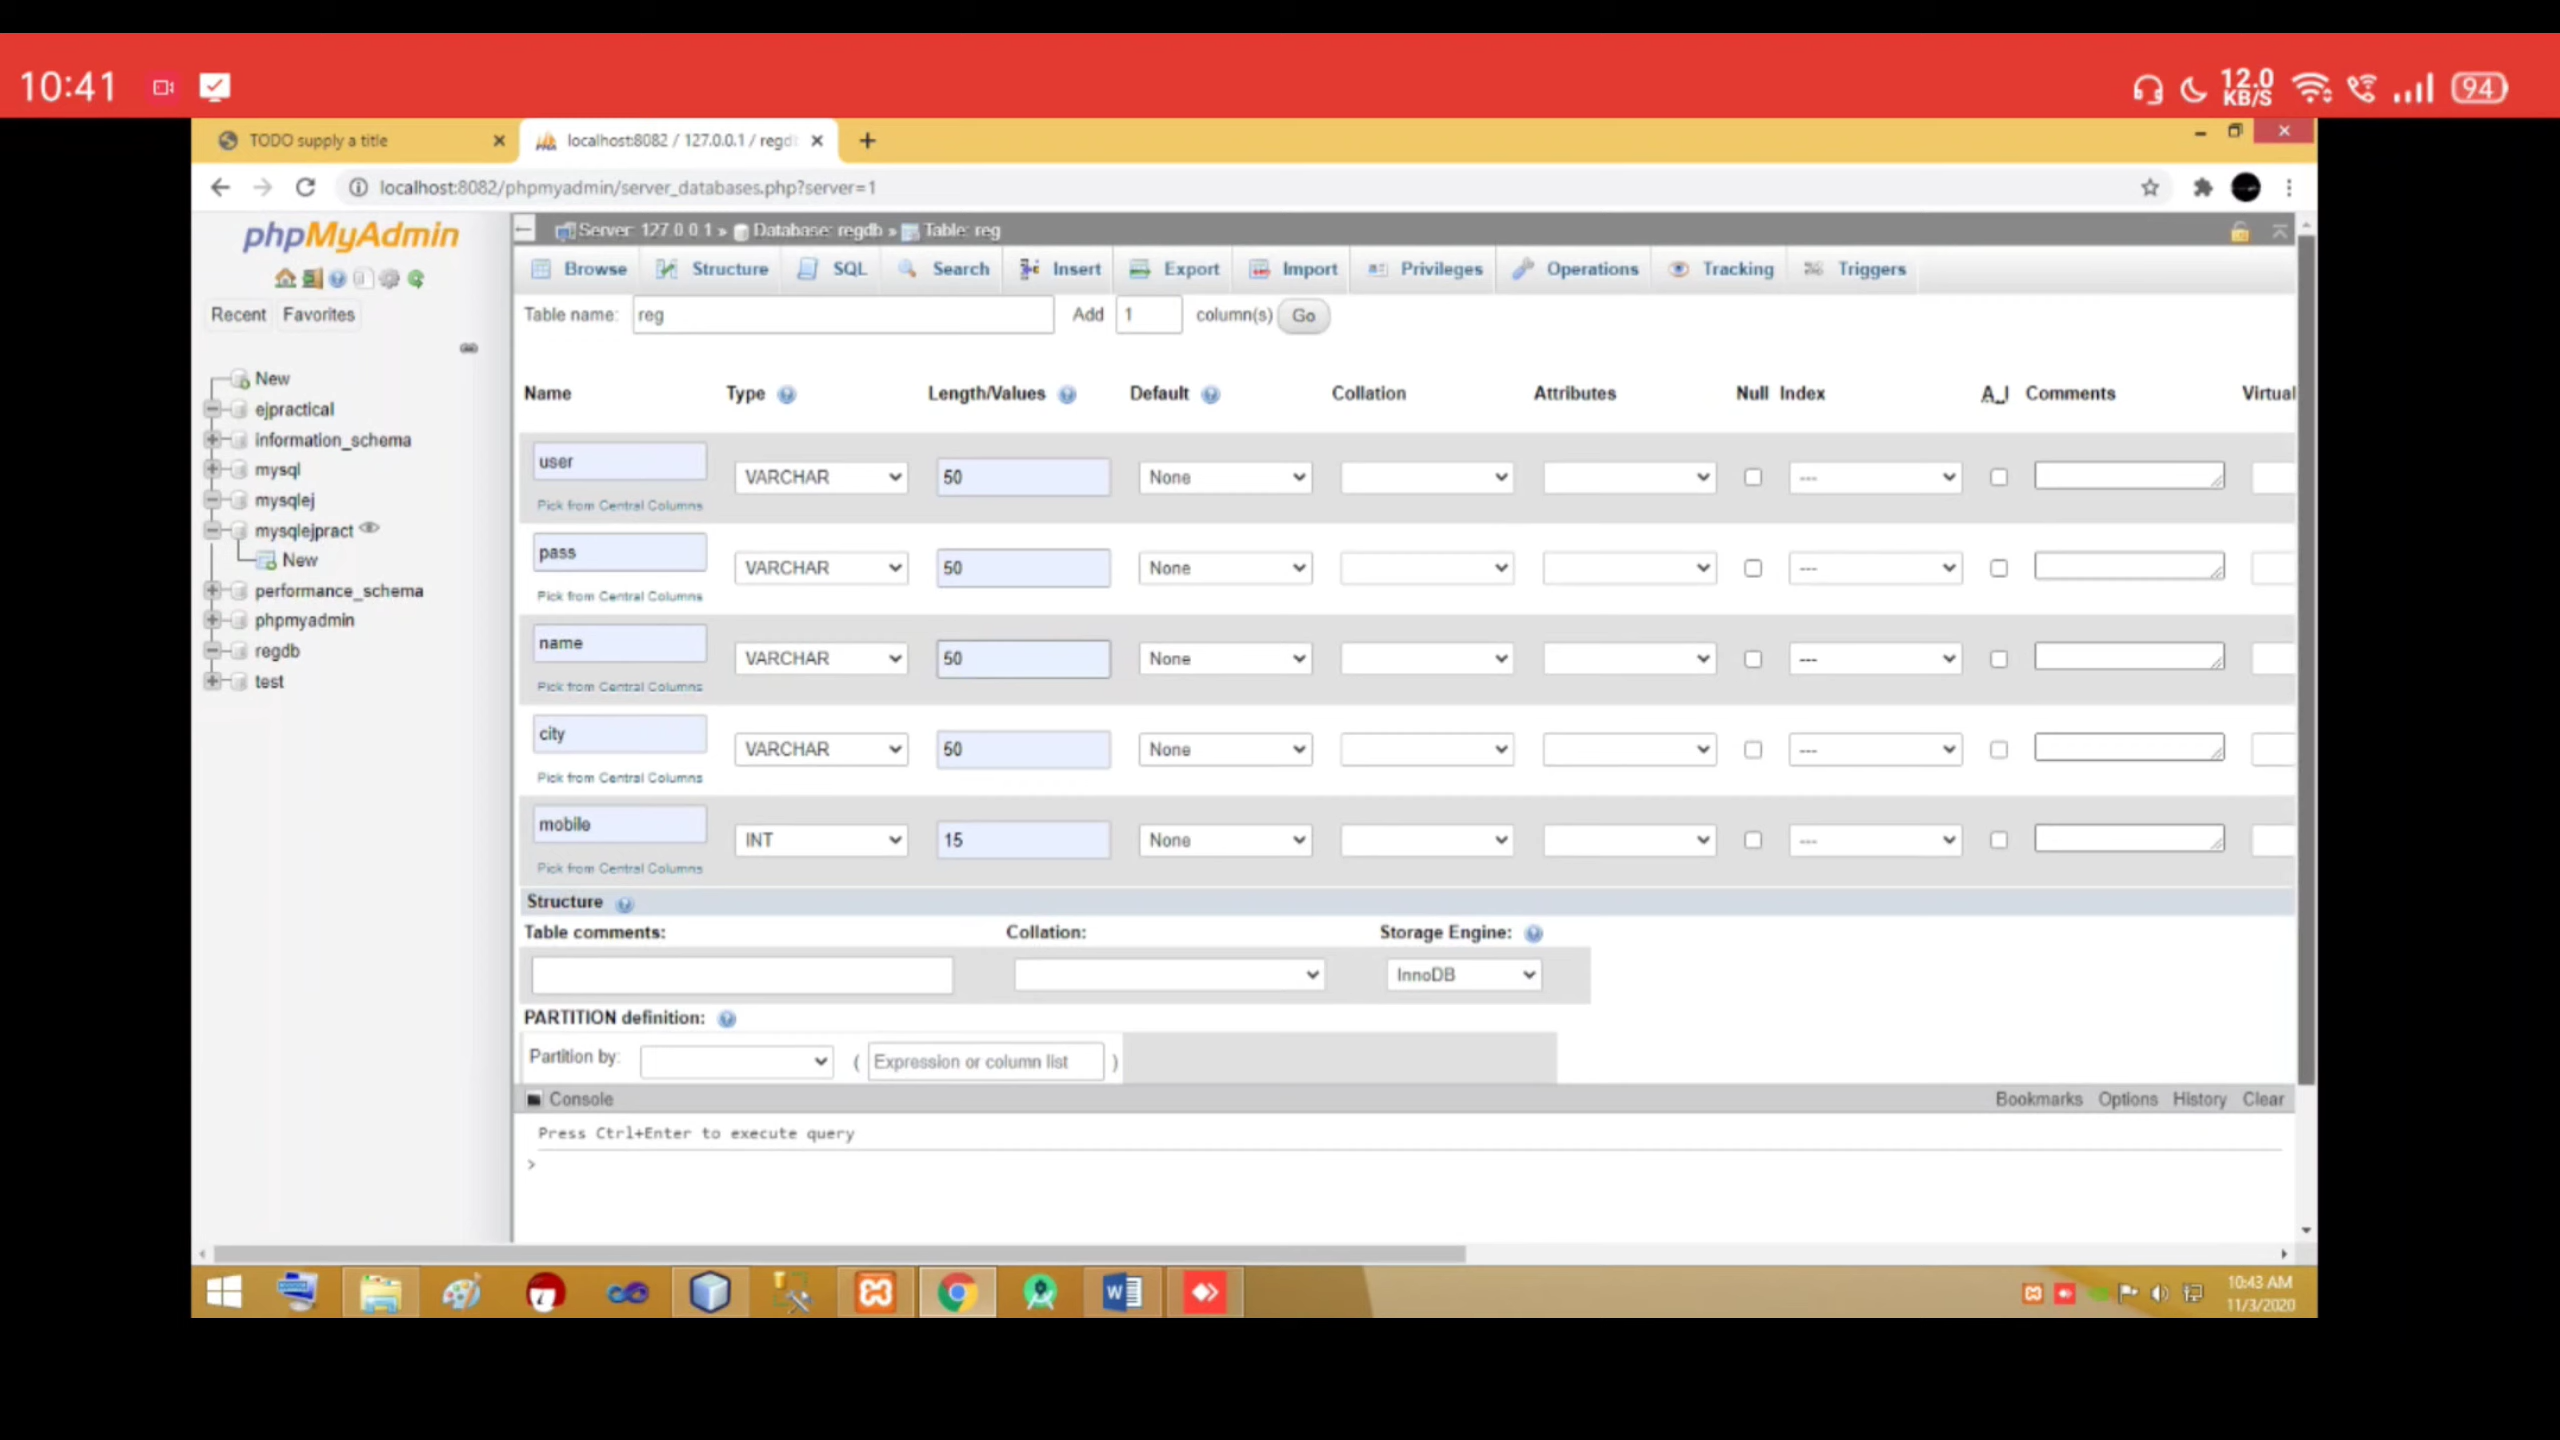 10:41
12.0
KB/S
94
TODO supply a title
localhost:8082 / 127.0.0.1 / regd
localhost:8082/phpmyadmin/server_databases.php?server=1
phpMyAdmin
Recent Favorites
New
ejpractical
information_schema
mysql
mysqlej
mysqlejpract
New
performance_schema
phpmyadmin
regdb
test
Server: 127.0.0.1 » Database: regdb » Table: reg
Browse Structure SQL Search Insert Export Import Privileges Operations Tracking Triggers
Table name: reg Add 1 column(s) Go
Name Type Length/Values Default Collation Attributes Null Index A_I Comments Virtual
user VARCHAR 50 None ---
Pick from Central Columns
pass VARCHAR 50 None ---
Pick from Central Columns
name VARCHAR 50 None ---
Pick from Central Columns
city VARCHAR 50 None ---
Pick from Central Columns
mobile INT 15 None ---
Pick from Central Columns
Structure
Table comments: Collation: Storage Engine:
InnoDB
PARTITION definition:
Partition by: ( Expression or column list )
Console Bookmarks Options History Clear
Press Ctrl+Enter to execute query
>
10:43 AM
11/3/2020